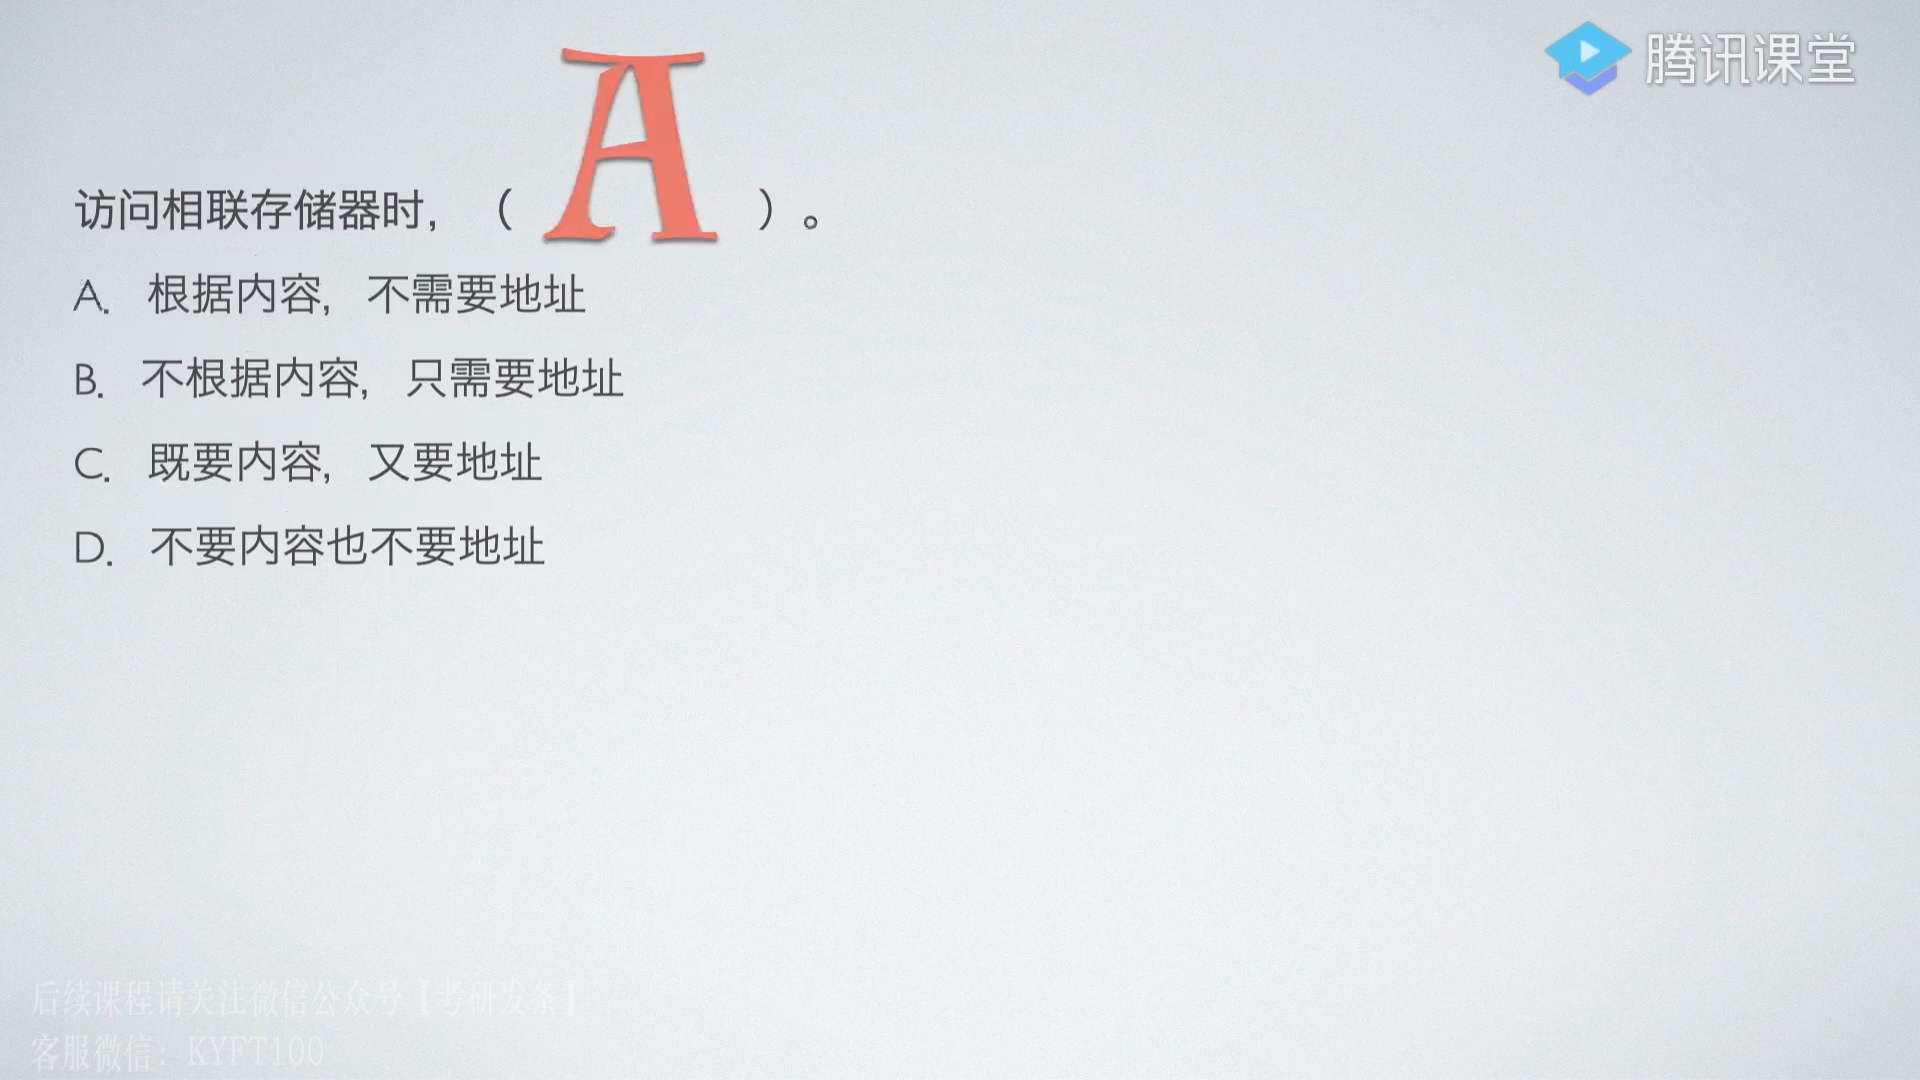 腾讯课堂
访问相联存储器时,（ A ）。
A. 根据内容, 不需要地址
B. 不根据内容, 只需要地址
C. 既要内容, 又要地址
D. 不要内容也不要地址
后续课程请关注微信公众号【考研发条】
客服微信: KYFT100